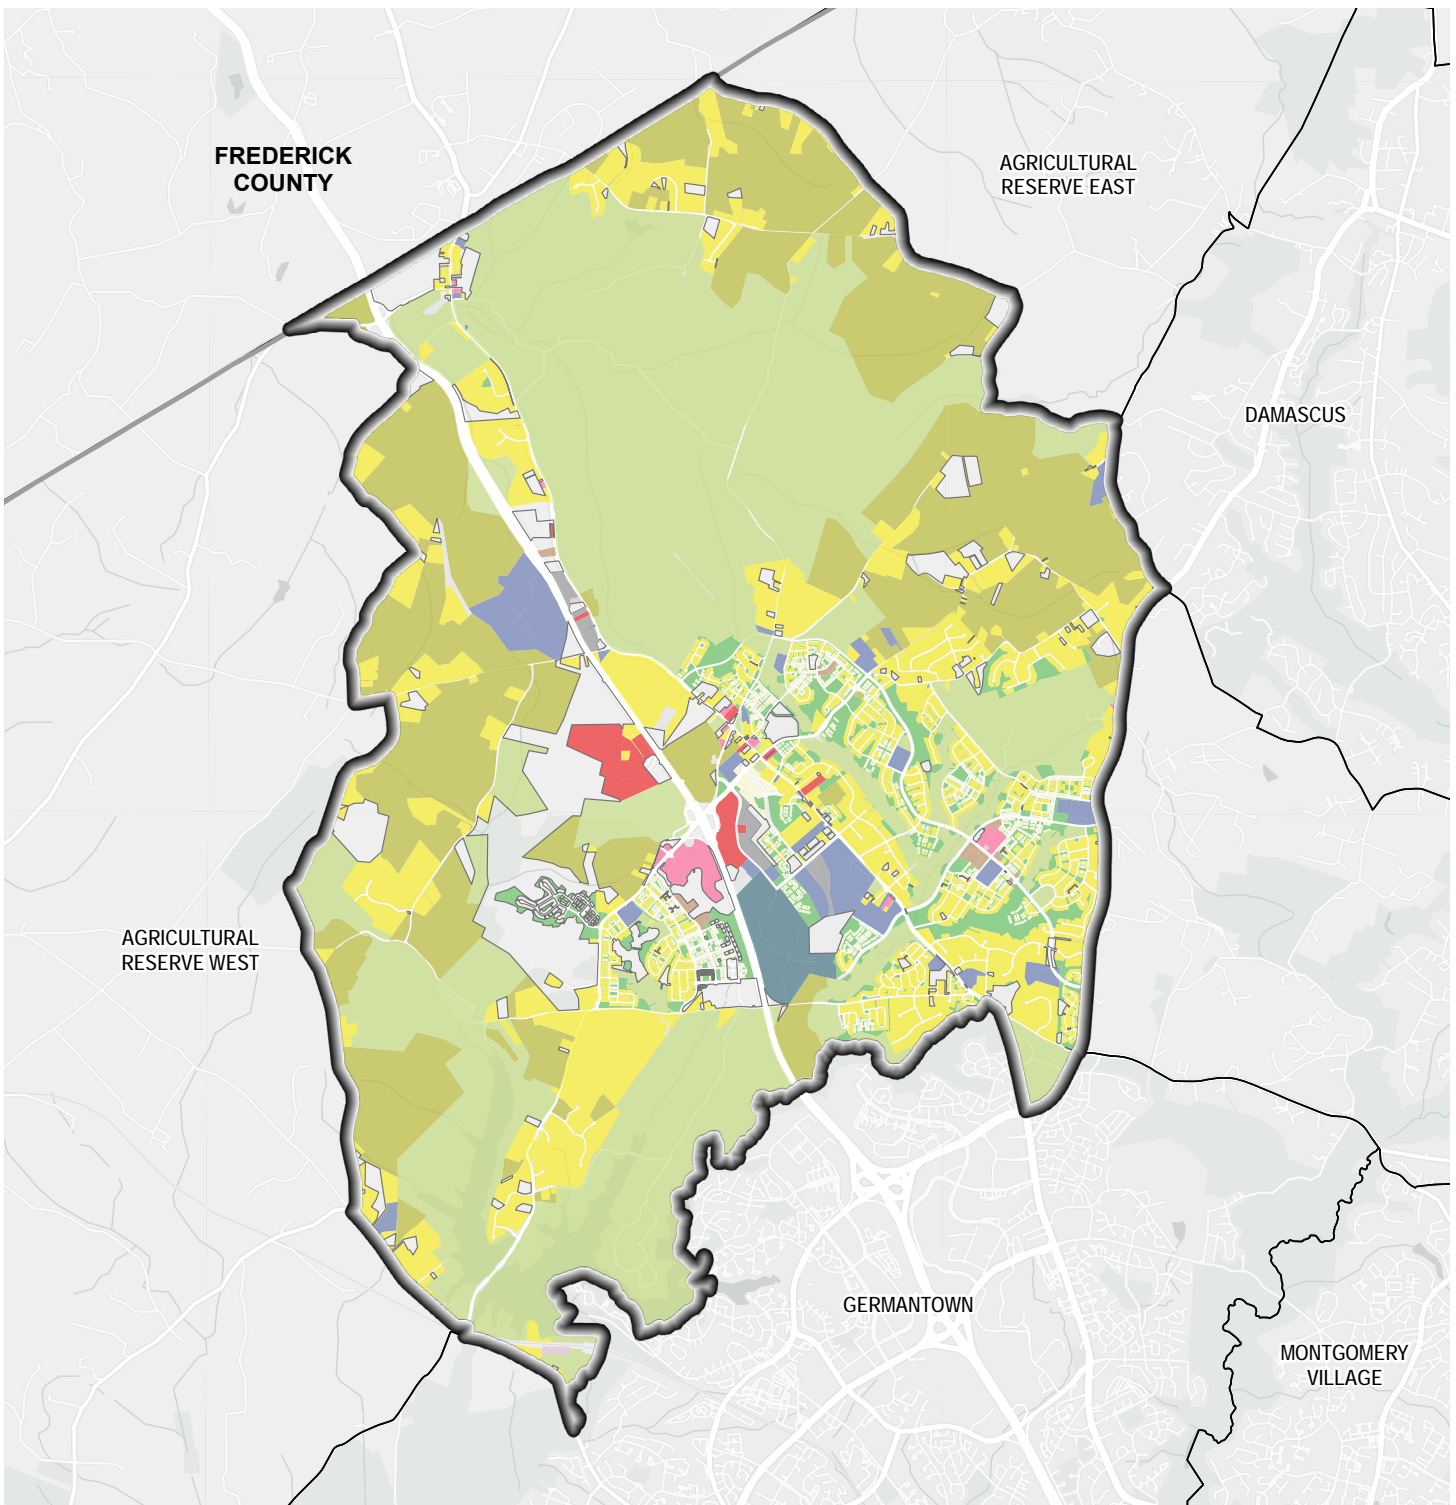 FREDERICK
COUNTY
AGRICULTURAL
RESERVE EAST
DAMASCUS
AGRICULTURAL
RESERVE WEST
GERMANTOWN
MONTGOMERY
VILLAGE